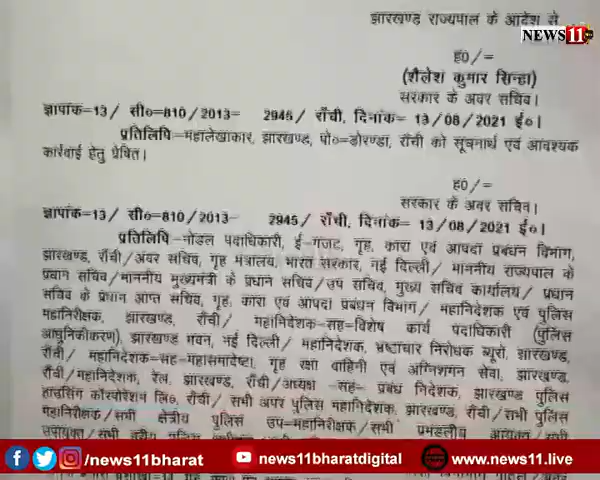 झारखण्ड राज्यपाल के आदेश से
NEWS 11
ह0/=
(शैलेश कुमार सिन्हा)
सरकार के अवर सचिव।
ज्ञापांक=13/ सी०=810/2013= 2945/ राँची, दिनांक= 13/08/2021 ई०।
प्रतिलिपि=महालेखाकार, झारखण्ड, पो०=डोरण्डा, राँची को सूचनार्थ एवं आवश्यक
कार्रवाई हेतु प्रेषित।
ह0/=
सरकार के अवर सचिव।
ज्ञापांक=13/ सी०=810/2013= 2945/ राँची, दिनांक= 13/08/2021 ई०।
प्रतिलिपि=नोडल पदाधिकारी, ई-गजट, गृह, कारा एवं आपदा प्रबंधन विभाग,
झारखण्ड, राँची/अवर सचिव, गृह मंत्रालय, भारत सरकार, नई दिल्ली/ माननीय राज्यपाल के
प्रधान सचिव/माननीय मुख्यमंत्री के प्रधान सचिव/उप सचिव, मुख्य सचिव कार्यालय/ प्रधान
सचिव के प्रधान आप्त सचिव, गृह, कारा एवं आपदा प्रबंधन विभाग/ महानिदेशक एवं पुलिस
महानिरीक्षक, झारखण्ड, राँची/ महानिदेशक-सह=विशेष कार्य पदाधिकारी (पुलिस
आधुनिकीकरण), झारखण्ड भवन, नई दिल्ली/ महानिदेशक, भ्रष्टाचार निरोधक ब्यूरो, झारखण्ड,
राँची/ महानिदेशक=सह=महासमादेष्टा, गृह रक्षा वाहिनी एवं अग्निशमन सेवा, झारखण्ड,
राँची/महानिदेशक, रेल, झारखण्ड, राँची/अध्यक्ष -सह= प्रबंध निदेशक, झारखण्ड पुलिस
हाउसिंग कॉरपोरेशन लि०, राँची/ सभी अपर पुलिस महानिदेशक, झारखण्ड, राँची/सभी पुलिस
महानिरीक्षक/सभी क्षेत्रीय पुलिस उप-महानिरीक्षक/सभी प्रमंडलीय आयुक्त/सभी
/news11bharat news11bharatdigital www.news11.live